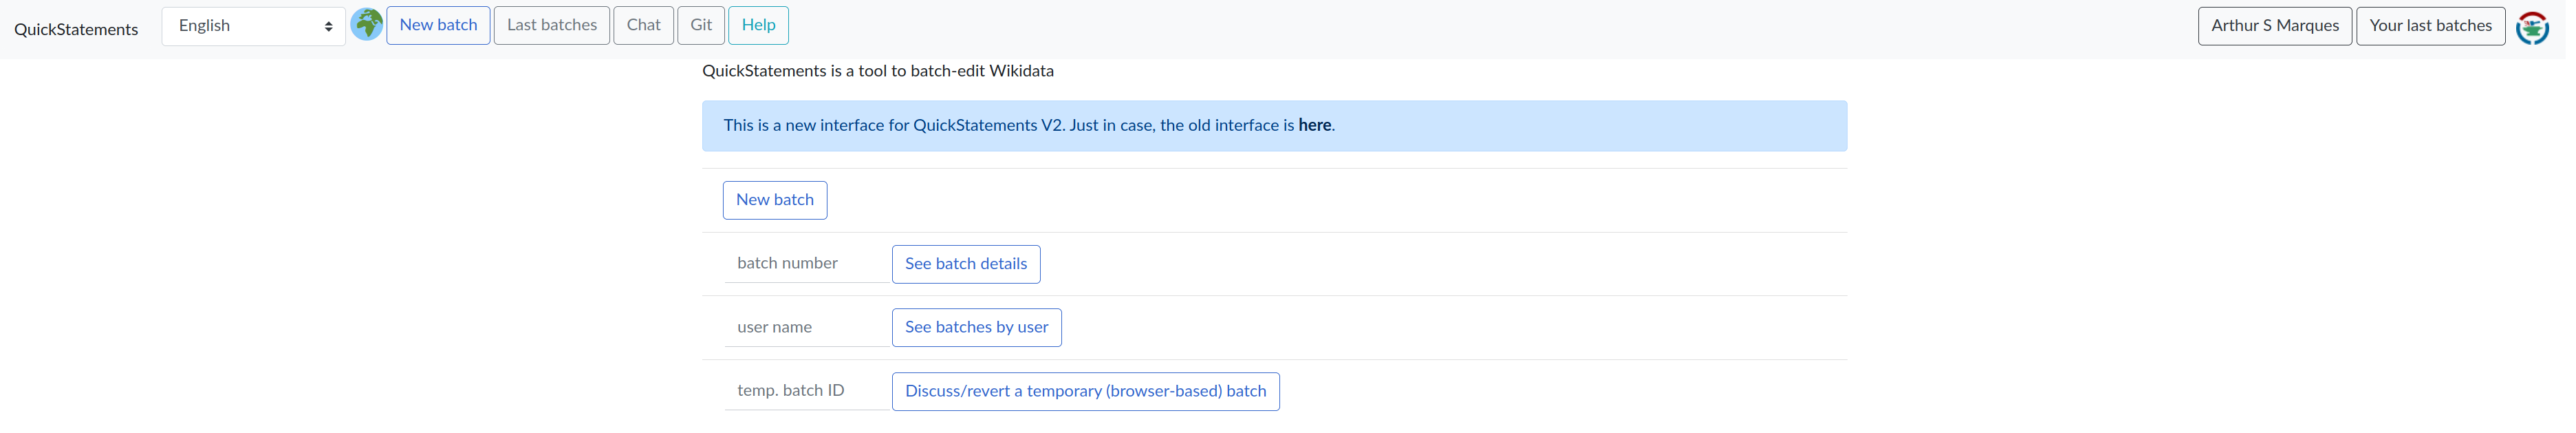 QuickStatements English New batch Last batches Chat Git Help Arthur S Marques Your last batches
QuickStatements is a tool to batch-edit Wikidata
This is a new interface for QuickStatements V2. Just in case, the old interface is here.
New batch
batch number See batch details
user name See batches by user
temp. batch ID Discuss/revert a temporary (browser-based) batch